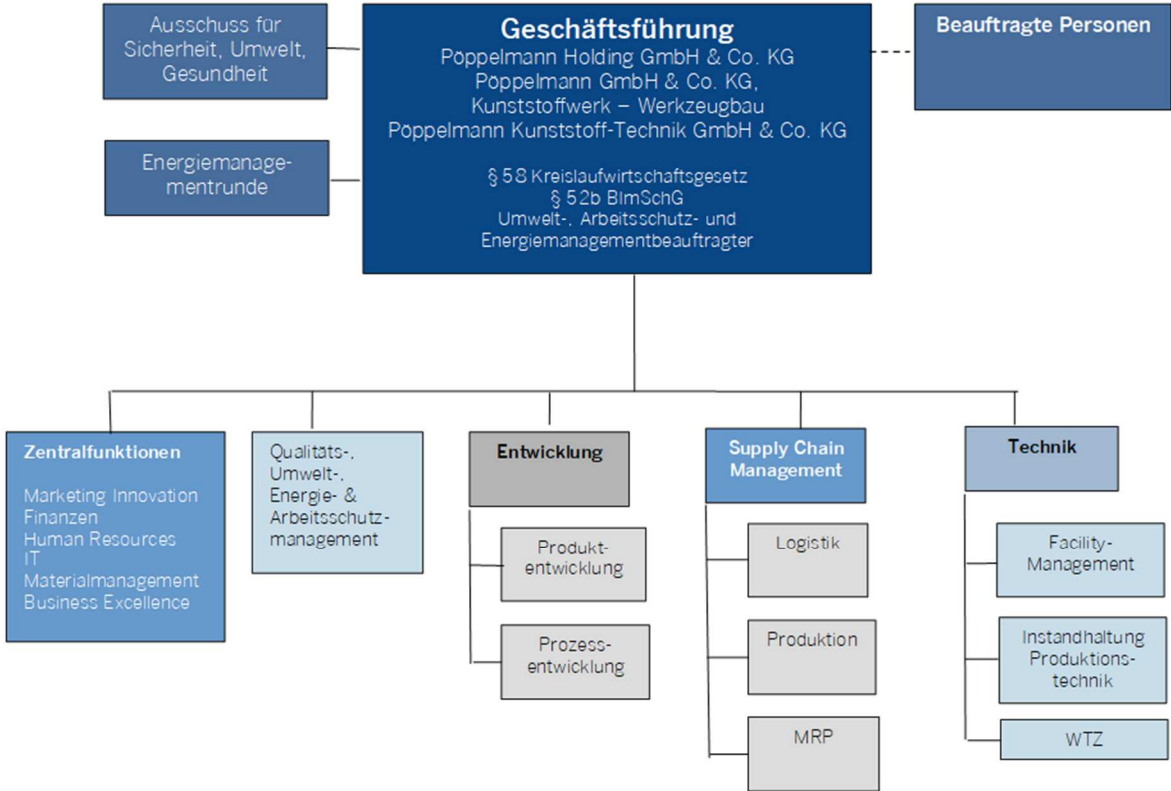 Ausschuss für
Sicherheit, Umwelt,
Gesundheit
Energiemanage-
mentrunde
Geschäftsführung
Pöppelmann Holding GmbH & Co. KG
Pöppelmann GmbH & Co. KG,
Kunststoffwerk – Werkzeugbau
Pöppelmann Kunststoff-Technik GmbH & Co. KG
§ 58 Kreislaufwirtschaftsgesetz
§ 52b BImSchG
Umwelt-, Arbeitsschutz- und
Energiemanagementbeauftragter
Beauftragte Personen
Zentralfunktionen
Marketing Innovation
Finanzen
Human Resources
IT
Materialmanagement
Business Excellence
Qualitäts-,
Umwelt-,
Energie- &
Arbeitsschutz-
management
Entwicklung
Produkt-
entwicklung
Prozess-
entwicklung
Supply Chain
Management
Logistik
Produktion
MRP
Technik
Facility-
Management
Instandhaltung
Produktions-
technik
WTZ